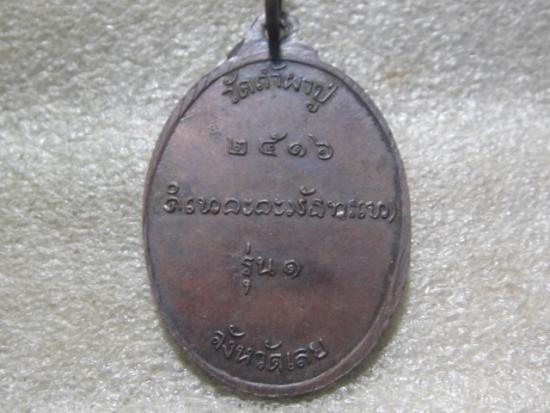 วัดถ้ำผาปู่
๒๕๑๖
รุ่น ๑
จังหวัดเลย